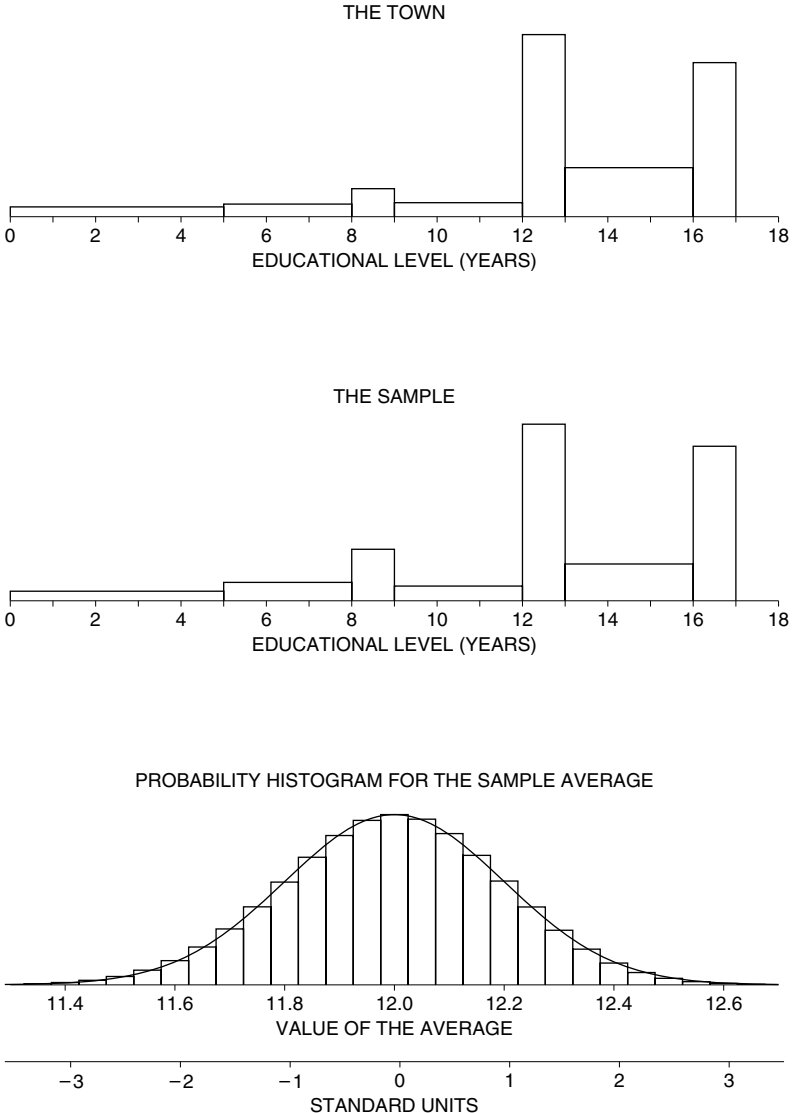 THE TOWN
0 2 4 6 8 10 12 14 16 18
EDUCATIONAL LEVEL (YEARS)
THE SAMPLE
0 2 4 6 8 10 12 14 16 18
EDUCATIONAL LEVEL (YEARS)
PROBABILITY HISTOGRAM FOR THE SAMPLE AVERAGE
11.4 11.6 11.8 12.0 12.2 12.4 12.6
VALUE OF THE AVERAGE
−3 −2 −1 0 1 2 3
STANDARD UNITS